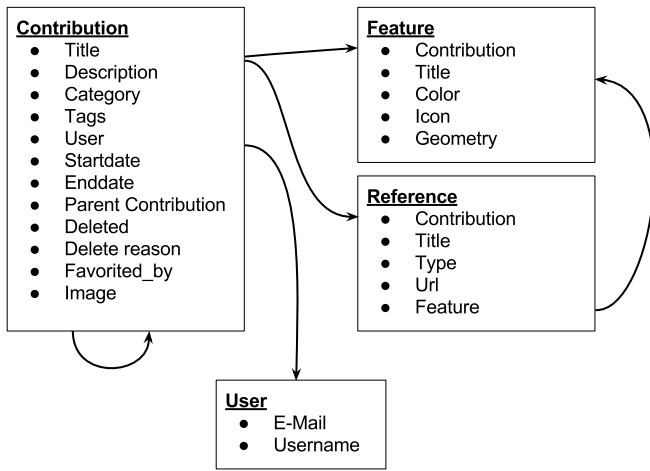 Contribution
● Title
● Description
● Category
● Tags
● User
● Startdate
● Enddate
● Parent Contribution
● Deleted
● Delete reason
● Favorited_by
● Image
Feature
● Contribution
● Title
● Color
● Icon
● Geometry
Reference
● Contribution
● Title
● Type
● Url
● Feature
User
● E-Mail
● Username